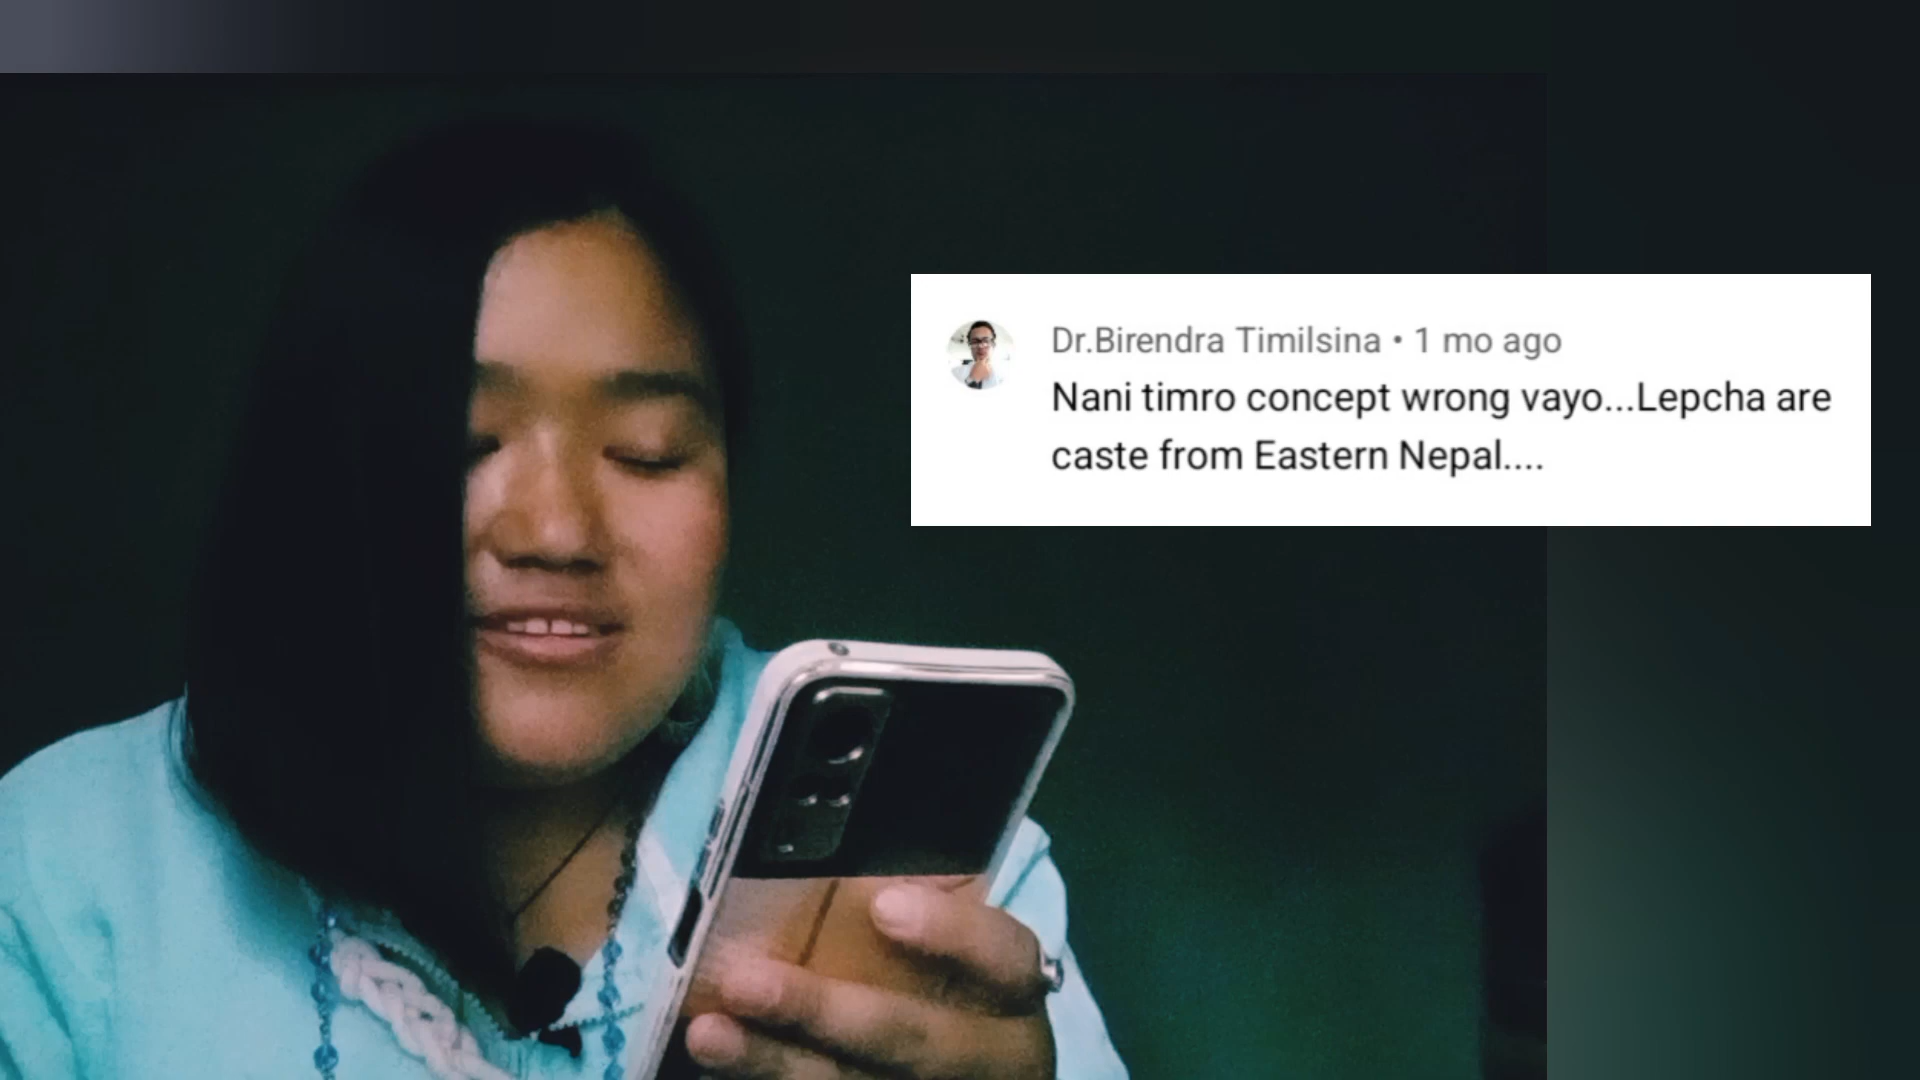 Dr.Birendra Timilsina • 1 mo ago
Nani timro concept wrong vayo...Lepcha are
caste from Eastern Nepal....